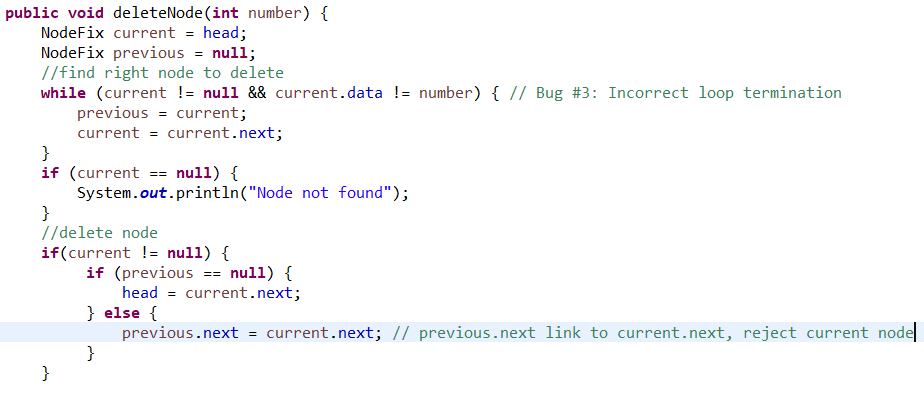 public void deleteNode(int number) {
NodeFix current = head;
NodeFix previous = null;
//find right node to delete
while (current != null && current.data != number) { // Bug #3: Incorrect loop termination
previous = current;
current = current.next;
}
if (current == null) {
System.out.println("Node not found");
}
//delete node
if(current != null) {
if (previous == null) {
head = current.next;
} else {
previous.next = current.next; // previous.next link to current.next, reject current node
}
}